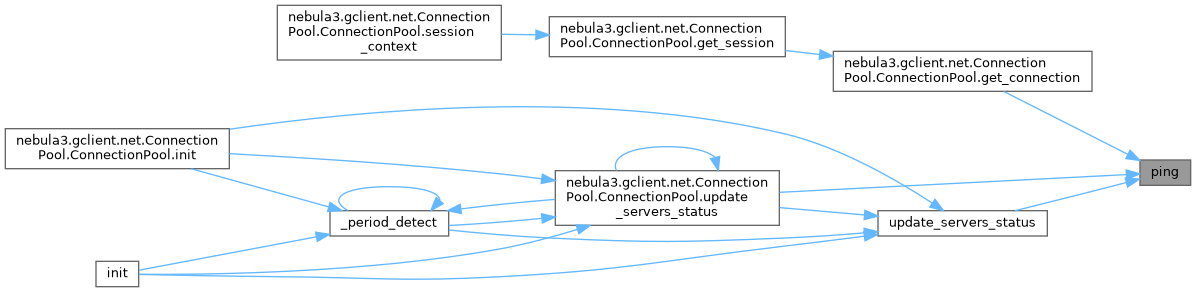 nebula3.gclient.net.Connection
Pool.ConnectionPool.session
_context
nebula3.gclient.net.Connection
Pool.ConnectionPool.get_session
nebula3.gclient.net.Connection
Pool.ConnectionPool.get_connection
nebula3.gclient.net.Connection
Pool.ConnectionPool.init
ping
nebula3.gclient.net.Connection
Pool.ConnectionPool.update
_servers_status
_period_detect
update_servers_status
init